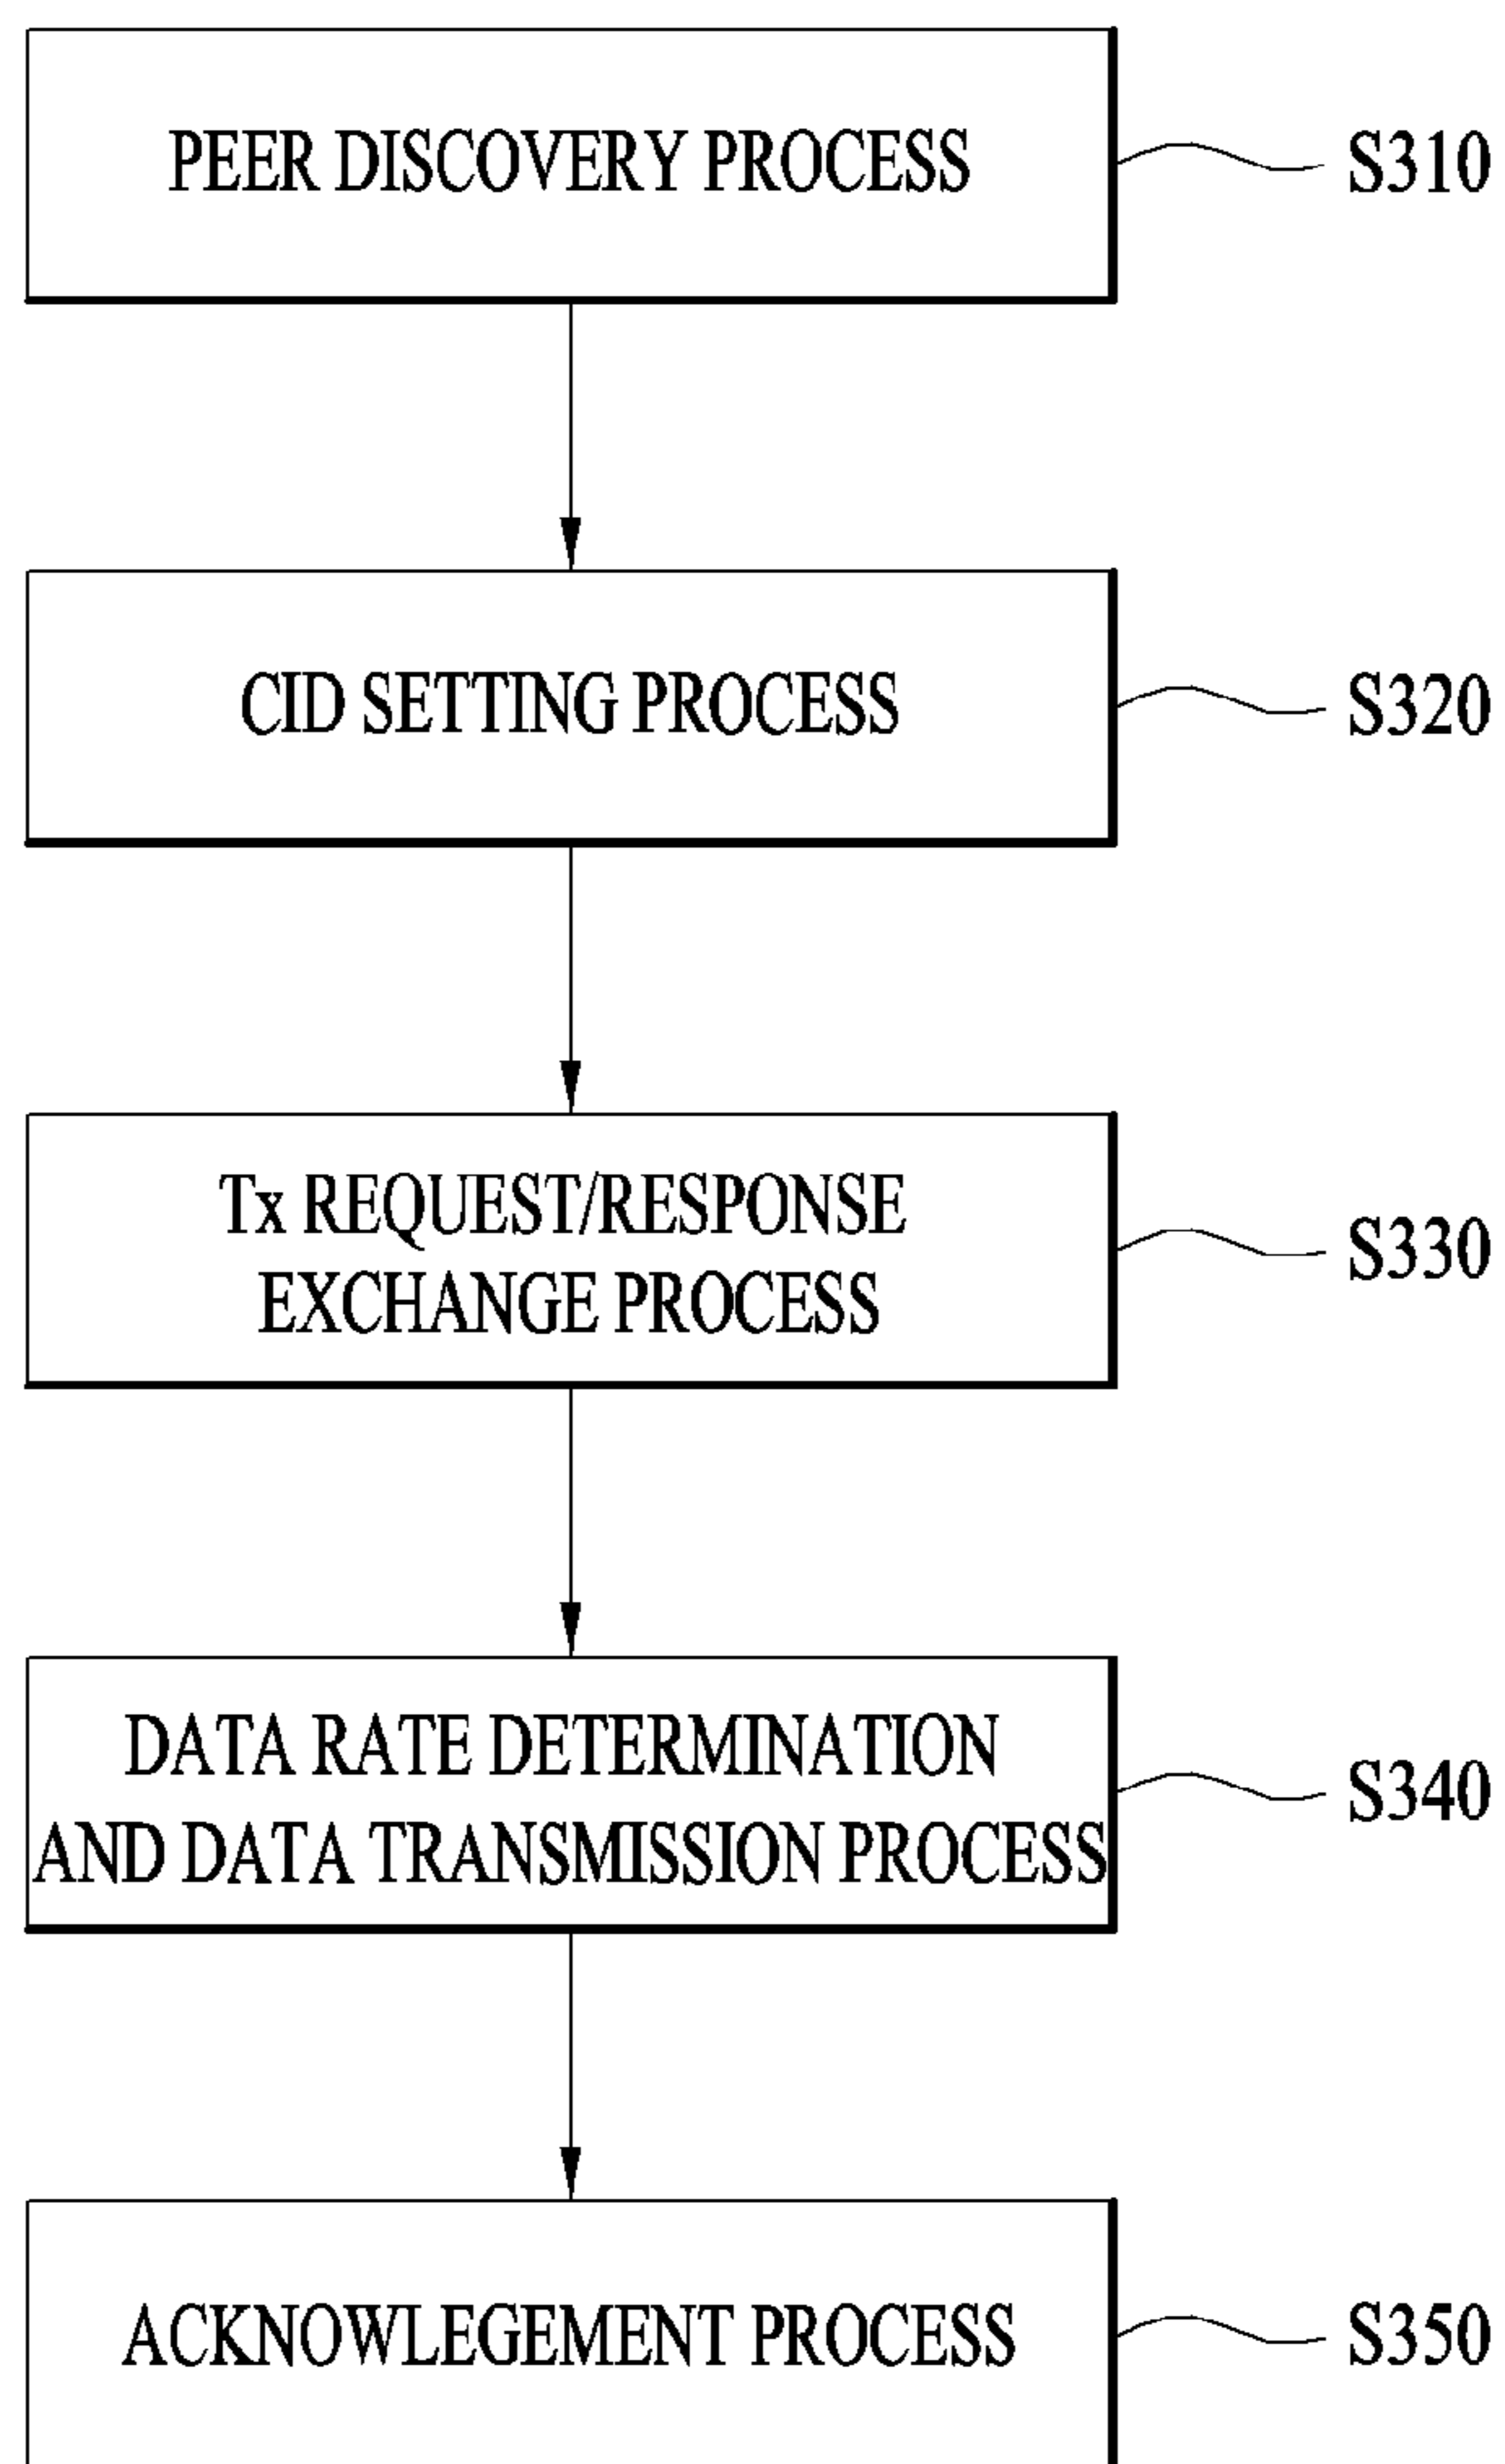 PEER DISCOVERY PROCESS
S310
CID SETTING PROCESS
S320
Tx REQUEST/RESPONSE
EXCHANGE PROCESS
S330
DATA RATE DETERMINATION
AND DATA TRANSMISSION PROCESS
S340
ACKNOWLEGEMENT PROCESS
S350